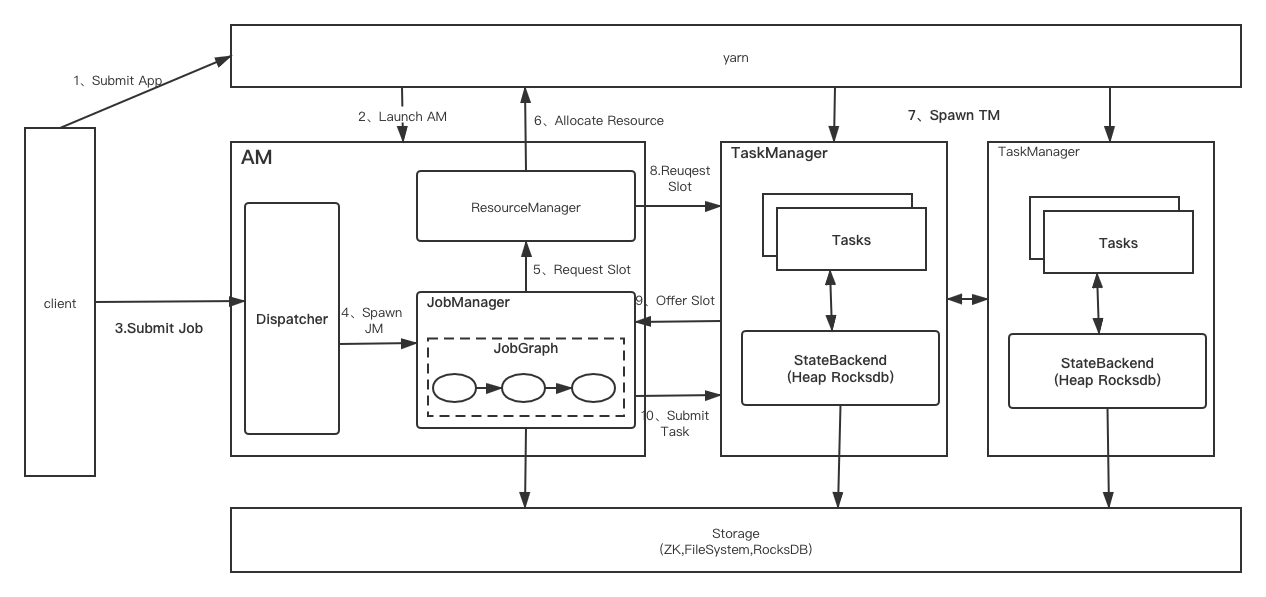 yarn
1、Submit App
2、Launch AM
6、Allocate Resource
7、Spawn TM
AM
TaskManager
TaskManager
8.Reuqest
Slot
ResourceManager
Tasks
Tasks
5、Request Slot
client
3.Submit Job
Dispatcher
4、Spawn
JM
JobManager
9、Offer Slot
JobGraph
StateBackend
(Heap Rocksdb)
StateBackend
(Heap Rocksdb)
10、Submit
Task
Storage
(ZK,FileSystem,RocksDB)